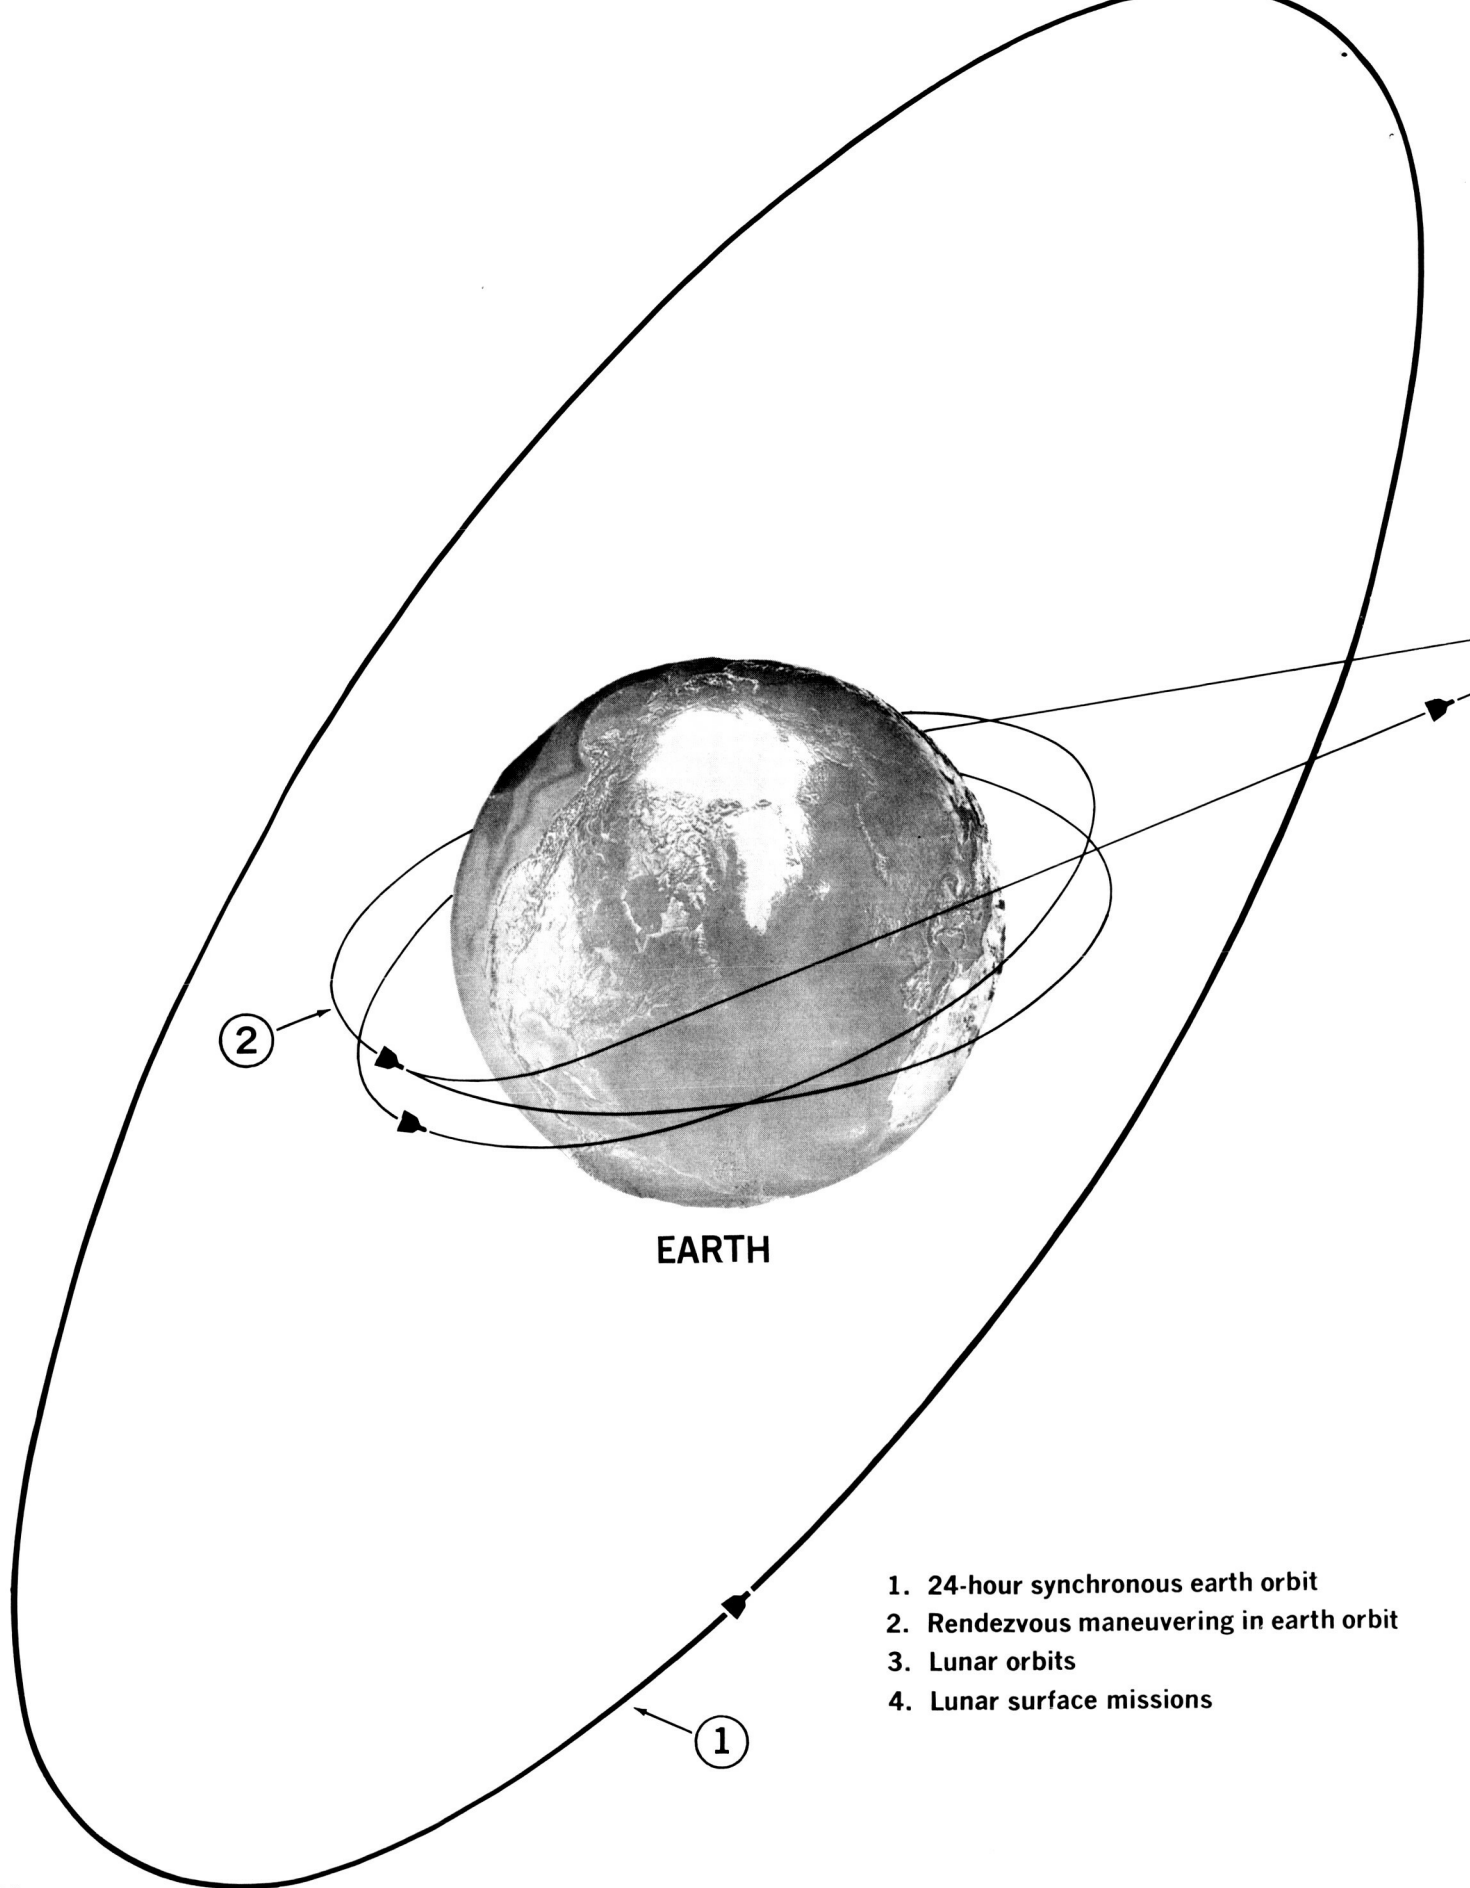 2
EARTH
1. 24-hour synchronous earth orbit
2. Rendezvous maneuvering in earth orbit
3. Lunar orbits
4. Lunar surface missions
1